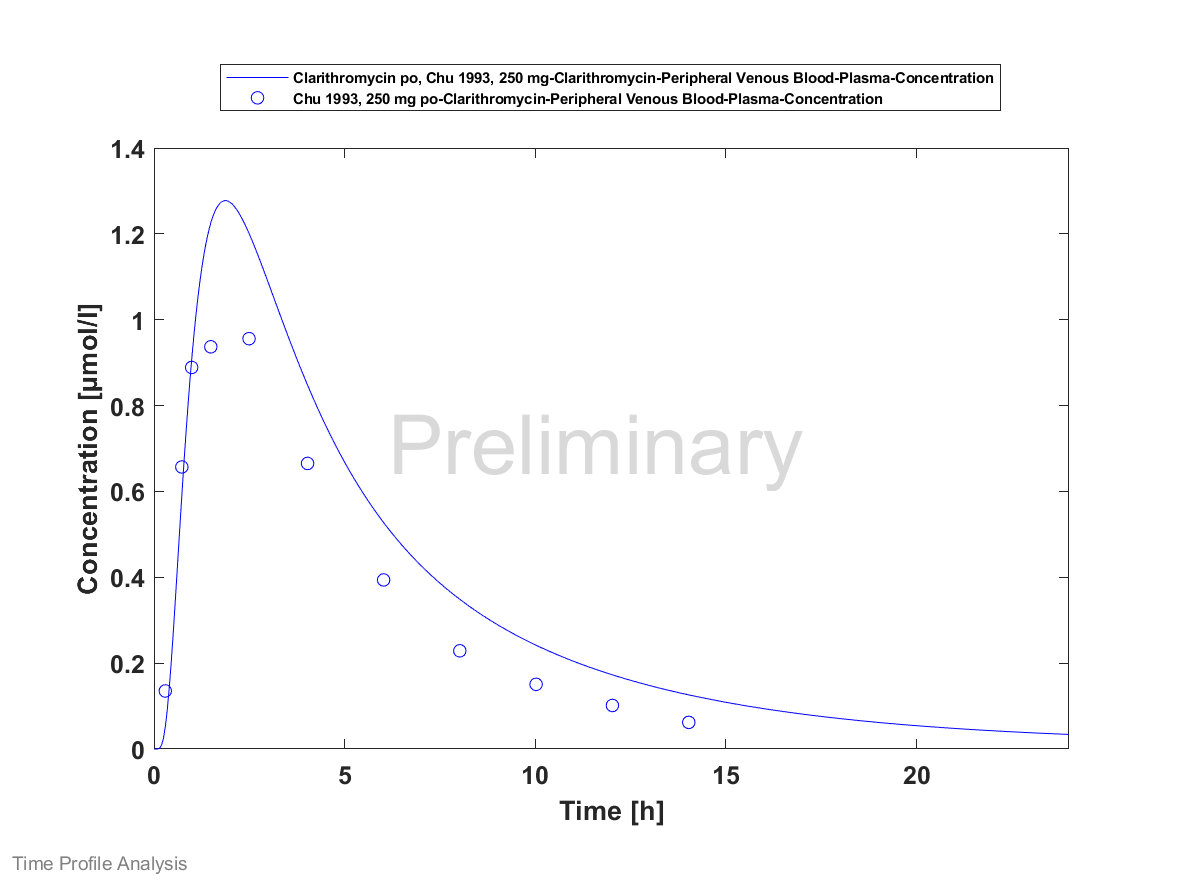 Clarithromycin po, Chu 1993, 250 mg-Clarithromycin-Peripheral Venous Blood-Plasma-Concentration
Chu 1993, 250 mg po-Clarithromycin-Peripheral Venous Blood-Plasma-Concentration
1.4
1.2
1
0.8
0.6
0.4
0.2
0
Concentration [µmol/l]
Preliminary
0 5 10 15 20
Time [h]
Time Profile Analysis